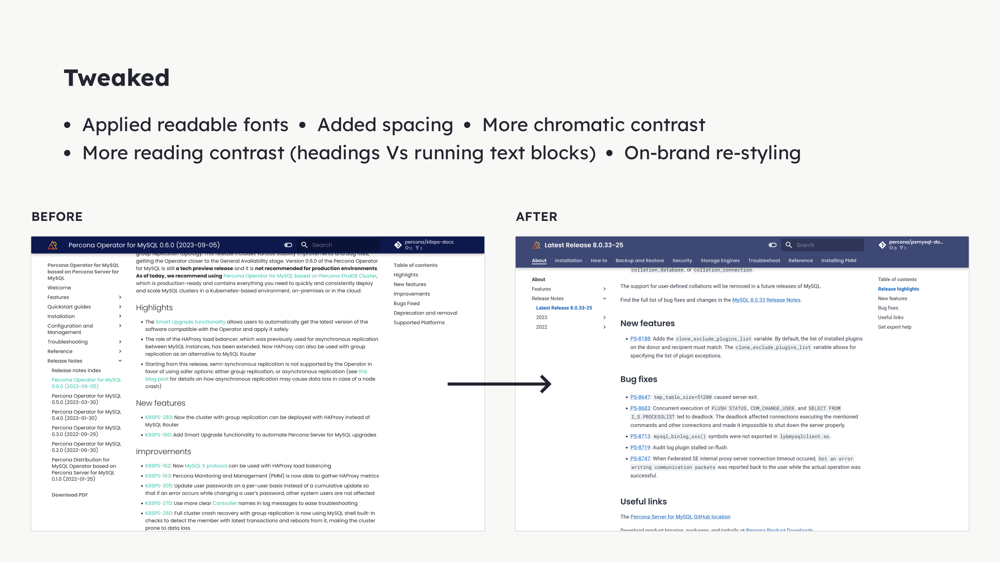 Tweaked
• Applied readable fonts • Added spacing • More chromatic contrast
• More reading contrast (headings Vs running text blocks) • On-brand re-styling
BEFORE
Percona Operator for MySQL 0.6.0 (2023-09-05)
Search
percona/k8sps-docs
0 3
Percona Operator for MySQL
based on Percona Server for
MySQL
Welcome
Features
Quickstart guides
Installation
Configuration and
Management
Troubleshooting
Reference
Release Notes
Release notes index
Percona Operator for MySQL
0.6.0 (2023-09-05)
Percona Operator for MySQL
0.5.0 (2023-03-30)
Percona Operator for MySQL
0.4.0 (2023-01-30)
Percona Operator for MySQL
0.3.0 (2022-09-29)
Percona Operator for MySQL
0.2.0 (2022-06-30)
Percona Distribution for
MySQL Operator based on
Percona Server for MySQL
0.1.0 (2022-01-25)
Download PDF
group replication topology. This release includes various stability improvements and bug fixes,
getting the Operator closer to the General Availability stage. Version 0.6.0 of the Percona Operator
for MySQL is still a tech preview release and it is not recommended for production environments.
As of today, we recommend using Percona Operator for MySQL based on Percona XtraDB Cluster,
which is production-ready and contains everything you need to quickly and consistently deploy
and scale MySQL clusters in a Kubernetes-based environment, on-premises or in the cloud.
Highlights
• The Smart Upgrade functionality allows users to automatically get the latest version of the
software compatible with the Operator and apply it safely
• The role of the HAProxy load balancer, which was previously used for asynchronous replication
between MySQL instances, has been extended. Now HAProxy can also be used with group
replication as an alternative to MySQL Router
• Starting from this release, semi-synchronous replication is not supported by the Operator in
favor of using safer options: either group replication, or asynchronous replication (see this
blog post for details on how asynchronous replication may cause data loss in case of a node
crash)
New features
• K8SPS-283: Now the cluster with group replication can be deployed with HAProxy instead of
MySQL Router
• K8SPS-160: Add Smart Upgrade functionality to automate Percona Server for MySQL upgrades
Improvements
• K8SPS-162: Now MySQL X protocol can be used with HAProxy load balancing
• K8SPS-163: Percona Monitoring and Management (PMM) is now able to gather HAProxy metrics
• K8SPS-205: Update user passwords on a per-user basis instead of a cumulative update so
that if an error occurs while changing a user's password, other system users are not affected
• K8SPS-270: Use more clear Controller names in log messages to ease troubleshooting
• K8SPS-280: Full cluster crash recovery with group replication is now using MySQL shell built-in
checks to detect the member with latest transactions and reboots from it, making the cluster
prone to data loss
Table of contents
Highlights
New features
Improvements
Bugs Fixed
Deprecation and removal
Supported Platforms
AFTER
Latest Release 8.0.33-25
Search
percona/psmysql-do...
0 1
About Installation How to Backup and Restore Security Storage Engines Troubleshoot Reference Installing PMM
About
Features
Release Notes
Latest Release 8.0.33-25
2023
2022
collation_database, or collation_connection.
The support for user-defined collations will be removed in a future releases of MySQL.
Find the full list of bug fixes and changes in the MySQL 8.0.33 Release Notes.
New features
• PS-8188: Adds the clone_exclude_plugins_list variable. By default, the list of installed plugins
on the donor and recipient must match. The clone_exclude_plugins_list variable allows for
specifying the list of plugin exceptions.
Bug fixes
• PS-8647: tmp_table_size=51200 caused server exit.
• PS-8683: Concurrent execution of FLUSH STATUS, COM_CHANGE_USER, and SELECT FROM
I_S.PROCESSLIST led to deadlock. The deadlock affected connections executing the mentioned
commands and other connections and made it impossible to shut down the server properly.
• PS-8713: mysql_binlog_xxx() symbols were not exported in lybmysqlclient.so.
• PS-8719: Audit log plugin stalled on flush.
• PS-8747: When Federated SE internal proxy-server connection timeout occured, Got an error
writing communication packets was reported back to the user while the actual operation was
successful.
Useful links
The Percona Server for MySQL GitHub location
Download product binaries, packages, and tarballs at Percona Product Downloads
Table of contents
Release highlights
New features
Bug fixes
Useful links
Get expert help